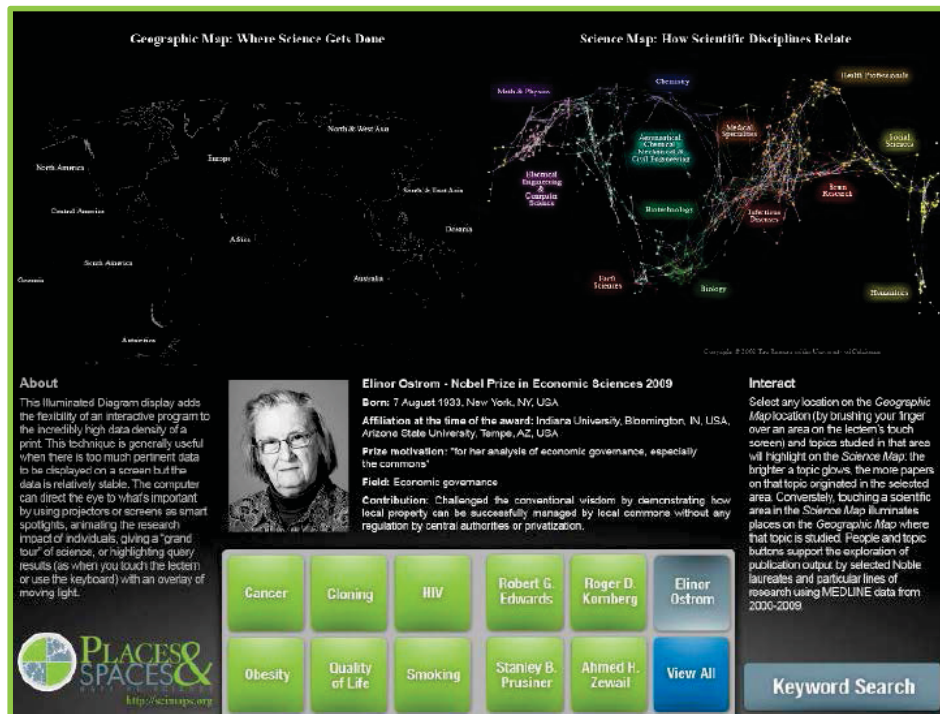 Geographic Map: Where Science Gets Done
North & West Asia
Europe
North America
South & East Asia
Central America
Oceania
Africa
South America
Australia
Oceania
Antarctica
Science Map: How Scientific Disciplines Relate
Health Professionals
Chemistry
Math & Physics
Medical
Specialties
Aeronautical,
Chemical,
Mechanical &
Civil Engineering
Social
Sciences
Electrical
Engineering
&
Computer
Science
Brain
Research
Biotechnology
Infectious
Diseases
Earth
Sciences
Biology
Humanities
About
This Illuminated Diagram display adds
the flexibility of an interactive program to
the incredibly high data density of a
print. This technique is generally useful
when there is too much pertinent data
to be displayed on a screen but the
data is relatively stable. The computer
can direct the eye to what's important
by using projectors or screens as smart
spotlights, animating the research
impact of individuals, giving a "grand
tour" of science, or highlighting query
results (as when you touch the lectern
or use the keyboard) with an overlay of
moving light.
PLACES&
SPACES
http://scimaps.org
Elinor Ostrom - Nobel Prize in Economic Sciences 2009
Born: 7 August 1933, New York, NY, USA
Affiliation at the time of the award: Indiana University, Bloomington, IN, USA,
Arizona State University, Tempe, AZ, USA
Prize motivation: "for her analysis of economic governance, especially
the commons"
Field: Economic governance
Contribution: Challenged the conventional wisdom by demonstrating how
local property can be successfully managed by local commons without any
regulation by central authorities or privatization.
Cancer
Cloning
HIV
Robert G.
Edwards
Roger D.
Kornberg
Elinor
Ostrom
Obesity
Quality
of Life
Smoking
Stanley B.
Prusiner
Ahmed H.
Zewail
View All
Interact
Select any location on the Geographic
Map location (by brushing your finger
over an area on the lectern's touch
screen) and topics studied in that area
will highlight on the Science Map: the
brighter a topic glows, the more papers
on that topic originated in the selected
area. Conversely, touching a scientific
area in the Science Map illuminates
places on the Geographic Map where
that topic is studied. People and topic
buttons support the exploration of
publication output by selected Noble
laureates and particular lines of
research using MEDLINE data from
2000-2009.
Keyword Search